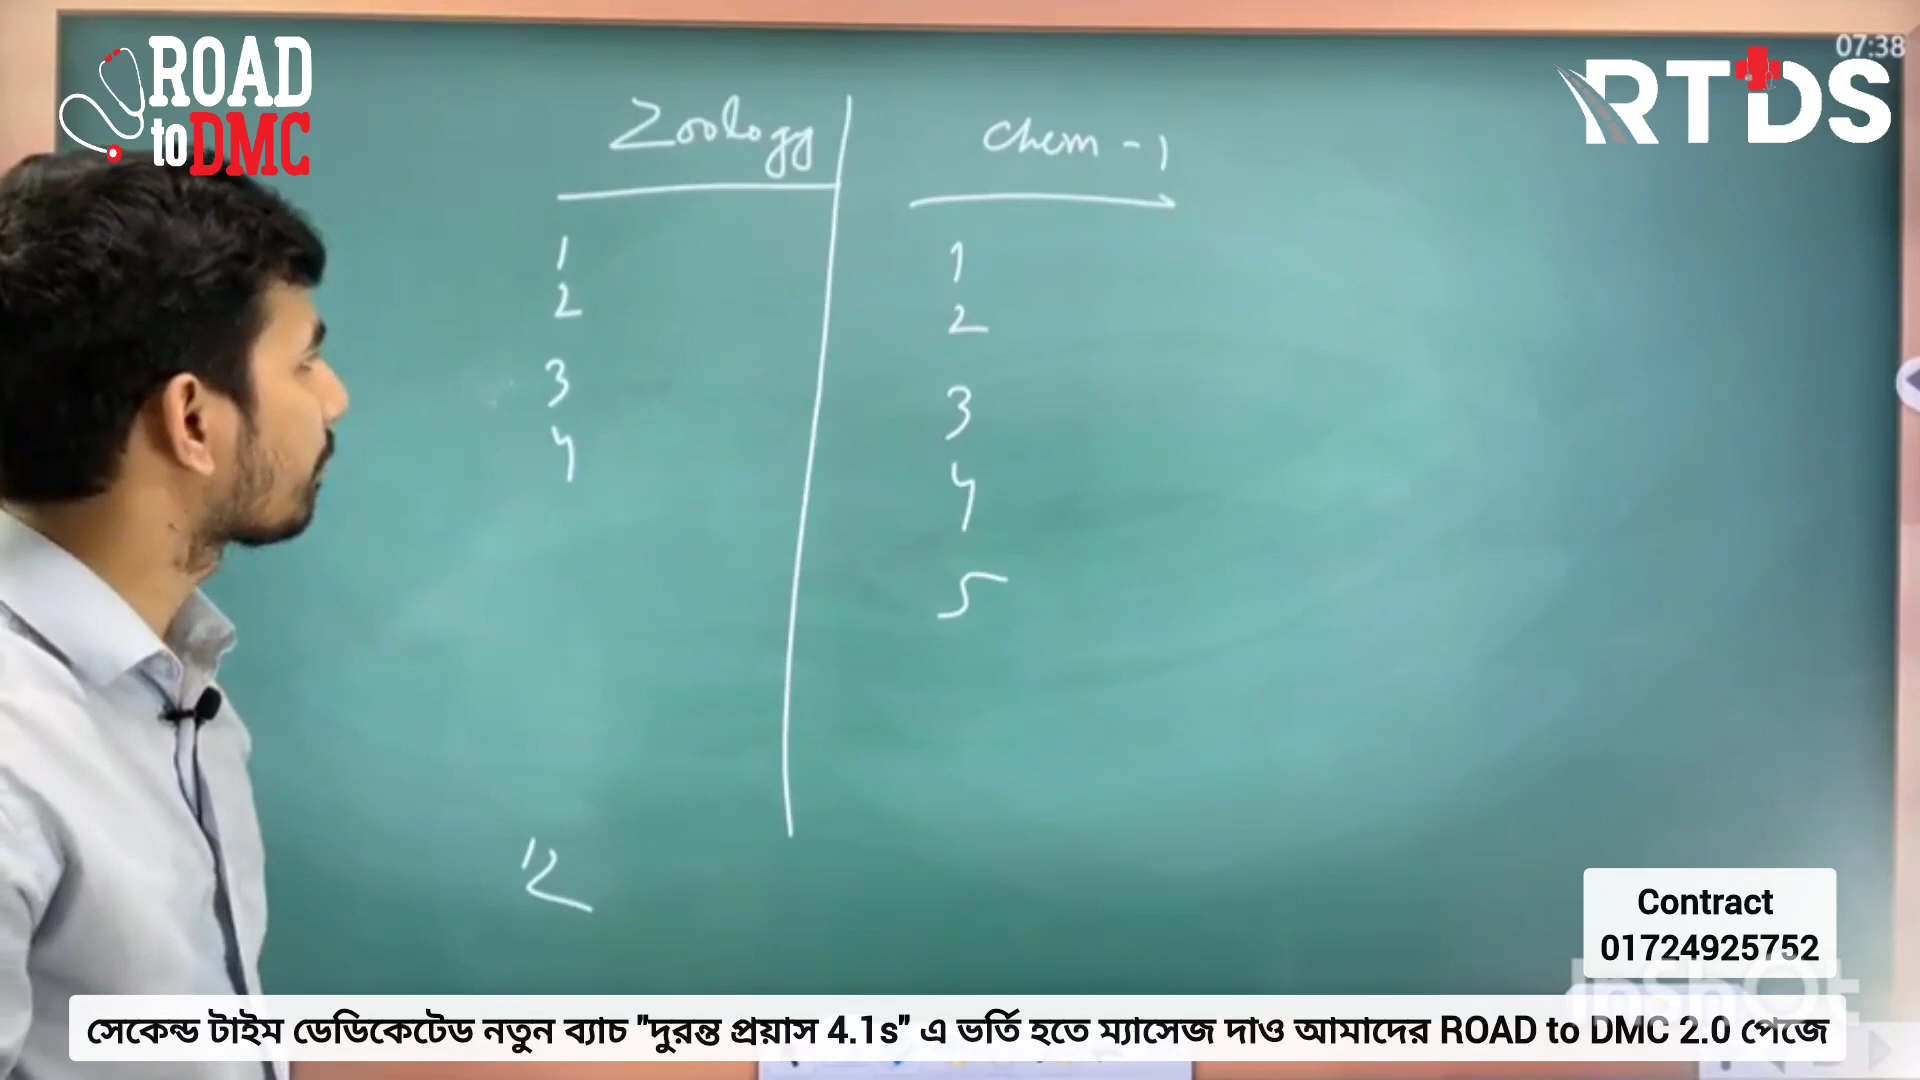 ROAD
to DMC
07:38
RTDS
Zoology
Chem - 1
1
2
3
4
12
1
2
3
4
5
Contract
01724925752
InShOt
সেকেন্ড টাইম ডেডিকেটেড নতুন ব্যাচ "দুরন্ত প্রয়াস 4.1s" এ ভর্তি হতে ম্যাসেজ দাও আমাদের ROAD to DMC 2.0 পেজে